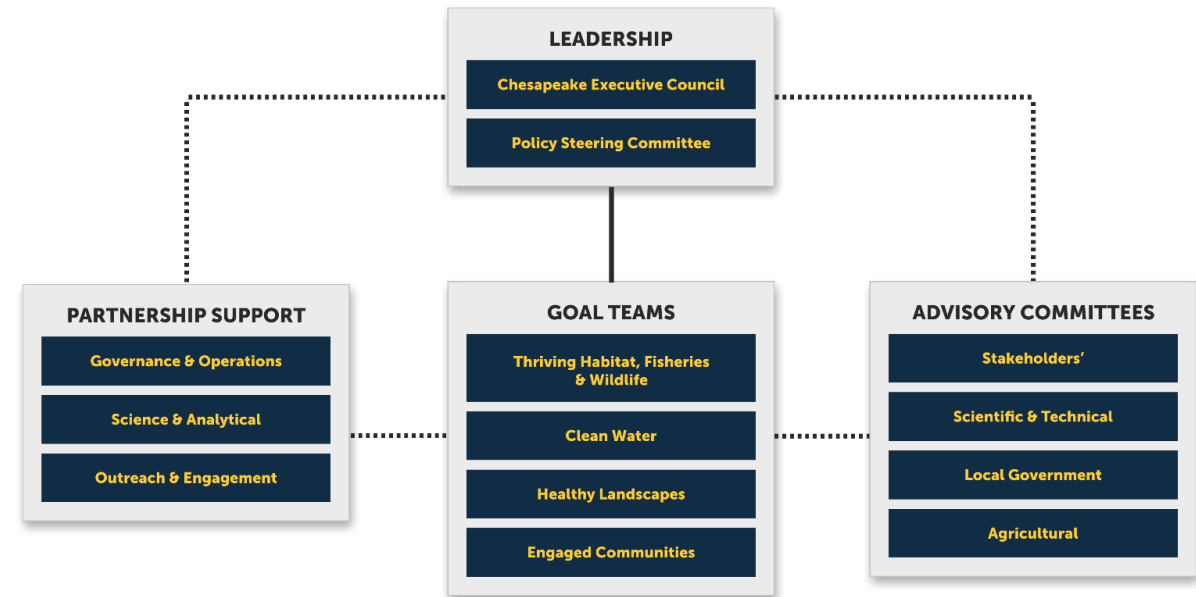 LEADERSHIP
Chesapeake Executive Council
Policy Steering Committee
PARTNERSHIP SUPPORT
Governance & Operations
Science & Analytical
Outreach & Engagement
GOAL TEAMS
Thriving Habitat, Fisheries
& Wildlife
Clean Water
Healthy Landscapes
Engaged Communities
ADVISORY COMMITTEES
Stakeholders’
Scientific & Technical
Local Government
Agricultural